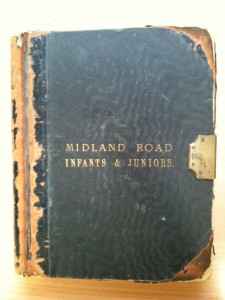 MIDLAND ROAD
INFANTS & JUNIORS.